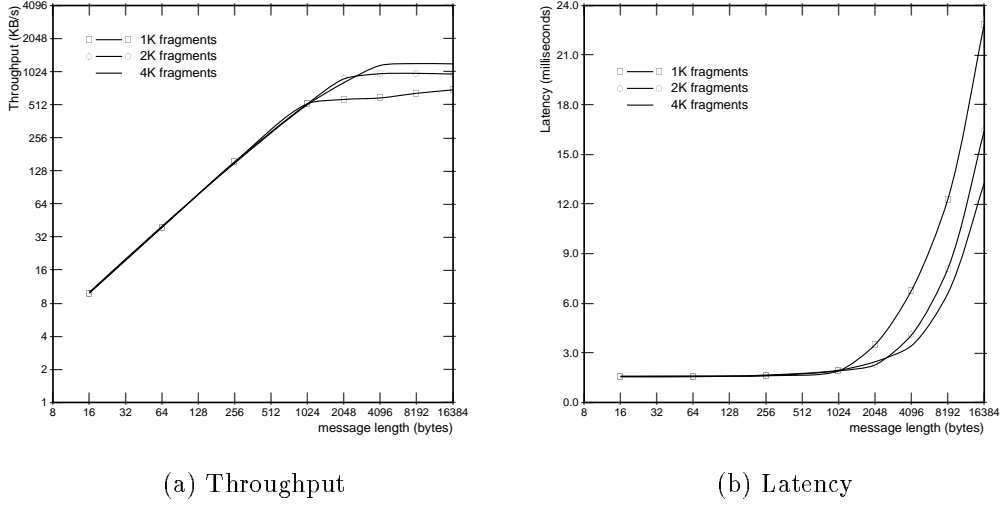 Throughput (KB/s)
4096
2048
1024
512
256
128
64
32
16
8
4
2
1
1K fragments
2K fragments
4K fragments
8 16 32 64 128 256 512 1024 2048 4096 8192 16384
message length (bytes)
(a) Throughput
Latency (milliseconds)
24.0
21.0
18.0
15.0
12.0
9.0
6.0
3.0
0.0
1K fragments
2K fragments
4K fragments
8 16 32 64 128 256 512 1024 2048 4096 8192 16384
message length (bytes)
(b) Latency